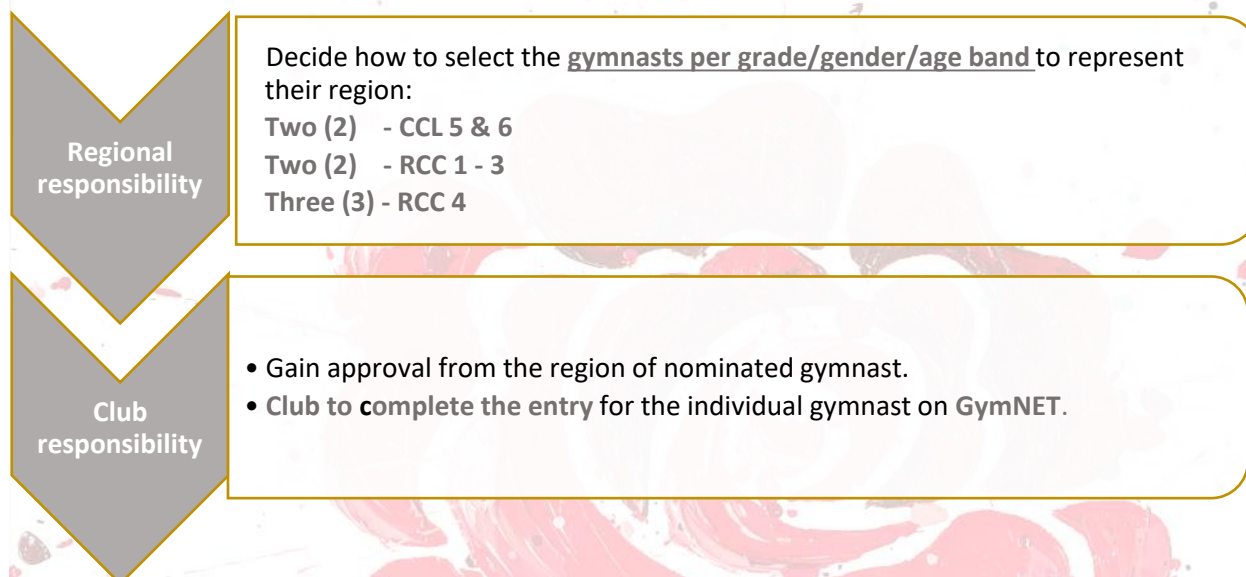 Regional
responsibility
Decide how to select the gymnasts per grade/gender/age band to represent
their region:
Two (2) - CCL 5 & 6
Two (2) - RCC 1 - 3
Three (3) - RCC 4
Club
responsibility
• Gain approval from the region of nominated gymnast.
• Club to complete the entry for the individual gymnast on GymNET.